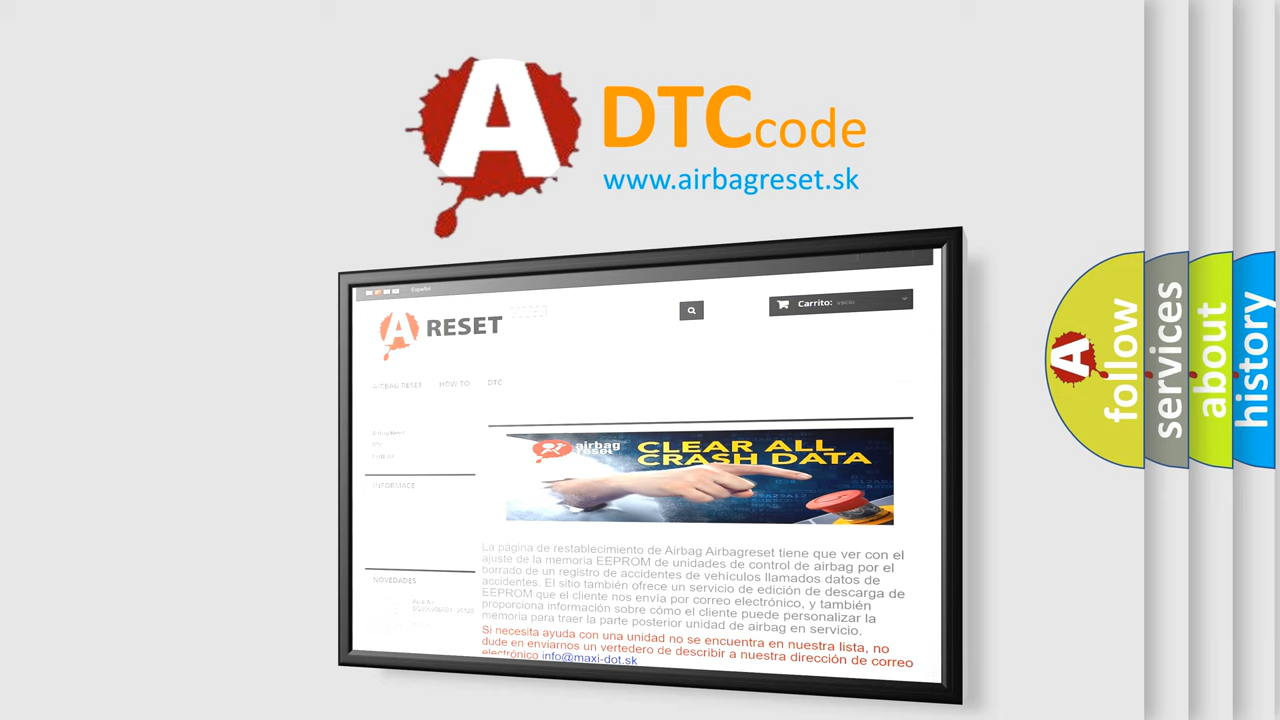 A
DTCcode
www.airbagreset.sk
Español
A RESET
Carrito: vacío
AIRBAG RESET HOW TO DTC
INFORMACE
airbag reset
CLEAR ALL
CRASH DATA
La página de restablecimiento de Airbag Airbagreset tiene que ver con el
ajuste de la memoria EEPROM de unidades de control de airbag por el
borrado de un registro de accidentes de vehículos llamados datos de
accidentes. El sitio también ofrece un servicio de edición de descarga de
EEPROM que el cliente nos envía por correo electrónico, y también
proporciona información sobre cómo el cliente puede personalizar la
memoria para traer la parte posterior unidad de airbag en servicio.
Si necesita ayuda con una unidad no se encuentra en nuestra lista, no
dude en enviarnos un vertedero de describir a nuestra dirección de correo
electrónico info@maxi-dot.sk
NOVEDADES
A
follow
services
about
history